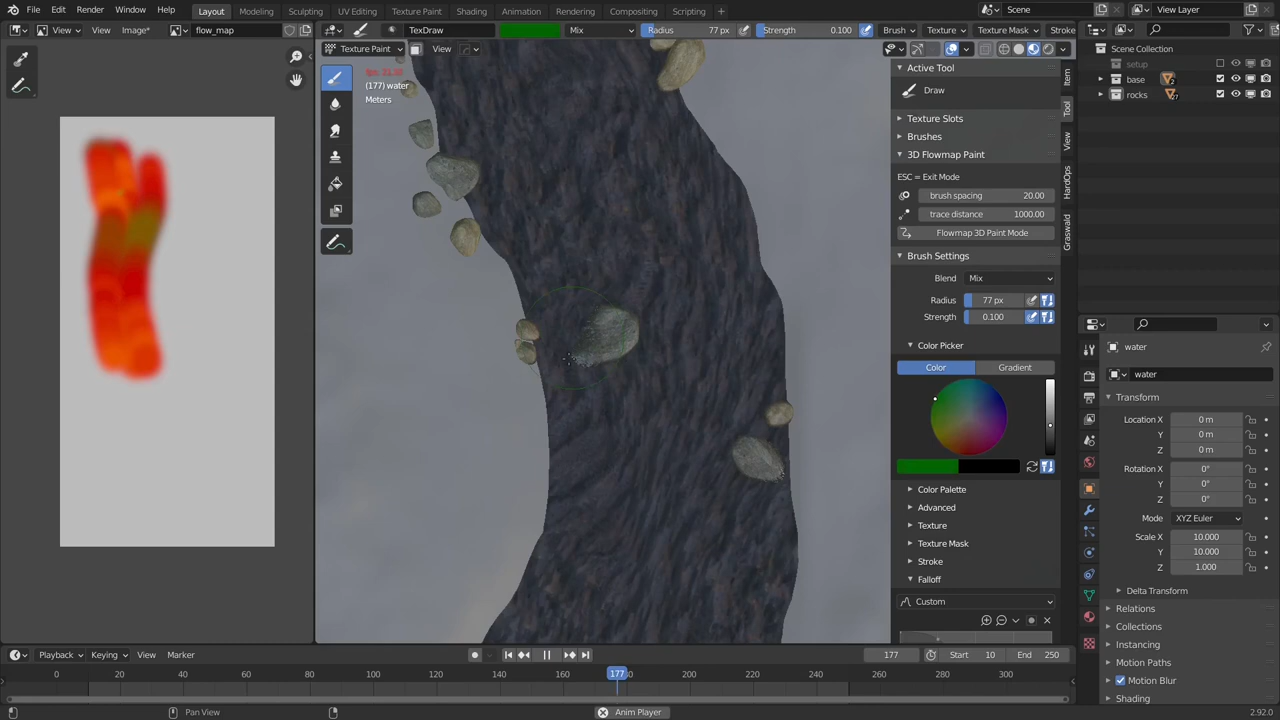 File Edit Render Window Help Layout Modeling Sculpting UV Editing Texture Paint Shading Animation Rendering Compositing Scripting + Scene View Layer
View View Image* flow_map TexDraw Mix Radius 77 px Strength 0.100 Brush Texture Texture Mask Stroke
Texture Paint View
(177) water
Meters
Active Tool
Draw
Texture Slots
Brushes
3D Flowmap Paint
ESC = Exit Mode
brush spacing 20.00
trace distance 1000.00
Flowmap 3D Paint Mode
Brush Settings
Blend Mix
Radius 77 px
Strength 0.100
Color Picker
Color Gradient
Color Palette
Advanced
Texture
Texture Mask
Stroke
Falloff
Custom
Item
Tool
View
HardOps
Graswald
Scene Collection
setup
base 2
rocks 27
water
water
Transform
Location X 0 m
Y 0 m
Z 0 m
Rotation X 0°
Y 0°
Z 0°
Mode XYZ Euler
Scale X 10.000
Y 10.000
Z 1.000
Delta Transform
Relations
Collections
Instancing
Motion Paths
Motion Blur
Shading
Playback Keying View Marker 177 Start 10 End 250
0 20 40 60 80 100 120 140 160 177 200 220 240 260 280 300
Pan View Anim Player 2.92.0